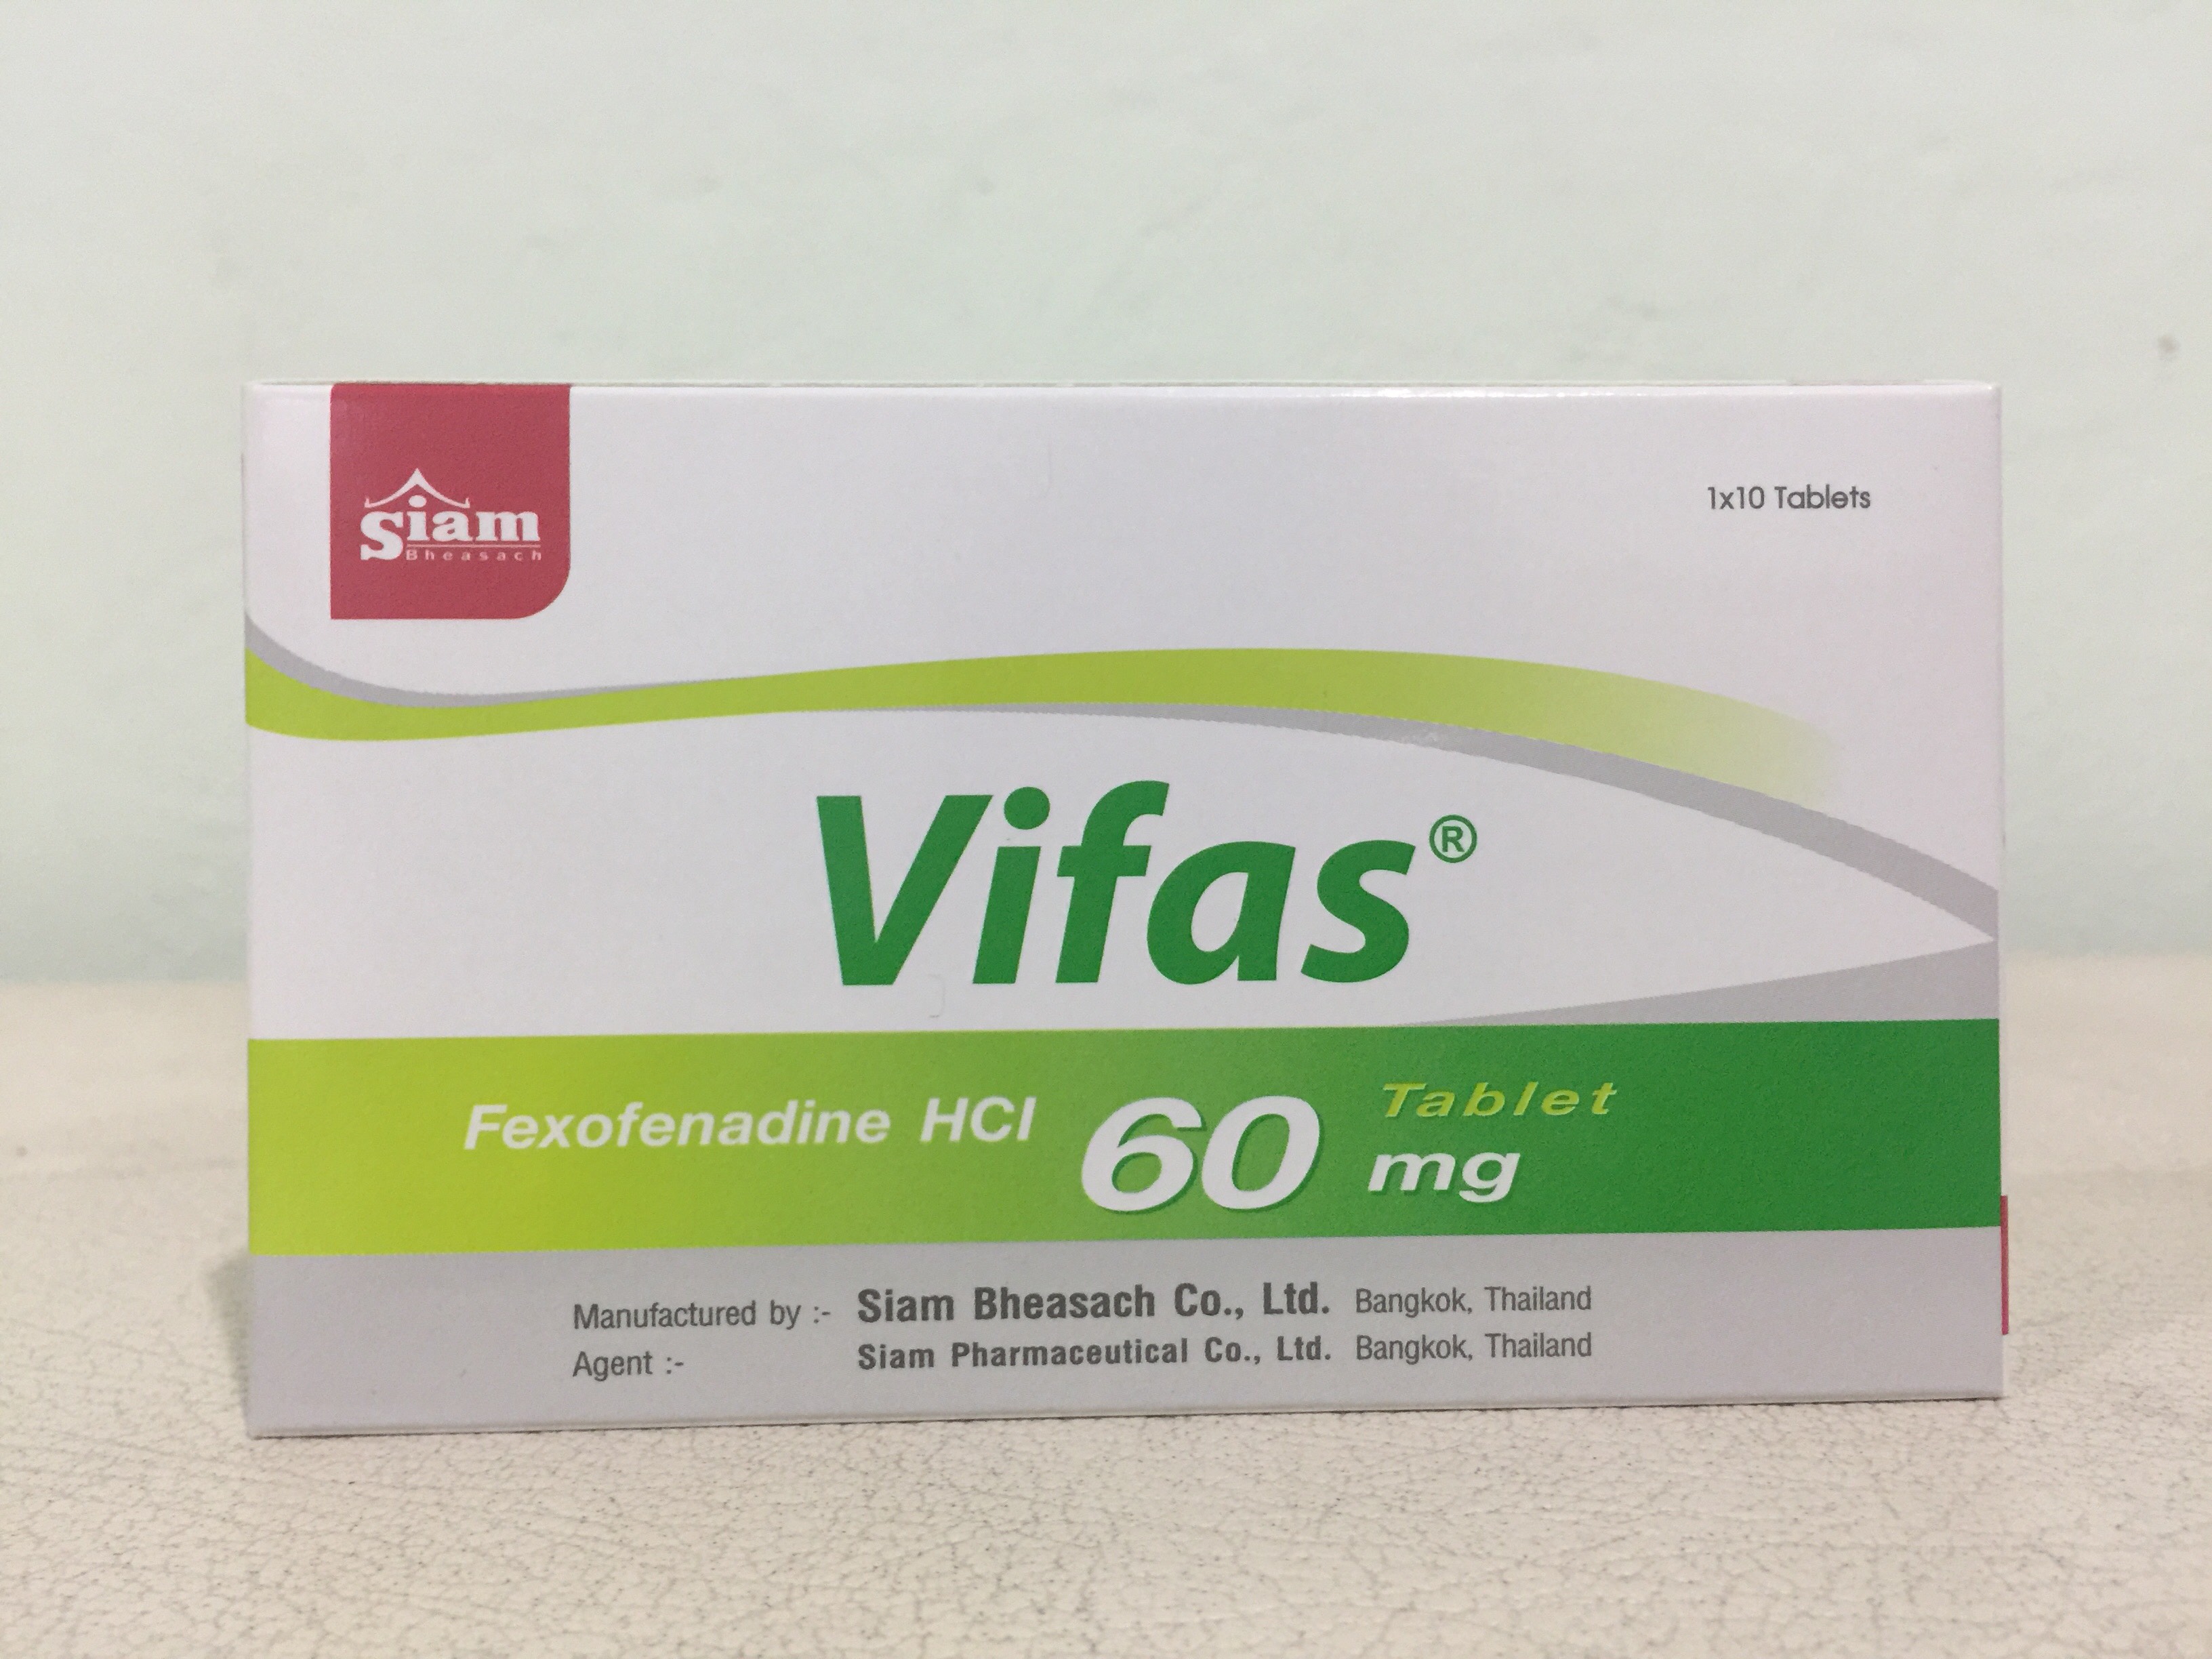 Siam
Bheasach
1x10 Tablets
Vifas®
Fexofenadine HCl 60 mg Tablet
Manufactured by :- Siam Bheasach Co., Ltd. Bangkok, Thailand
Agent :- Siam Pharmaceutical Co., Ltd. Bangkok, Thailand